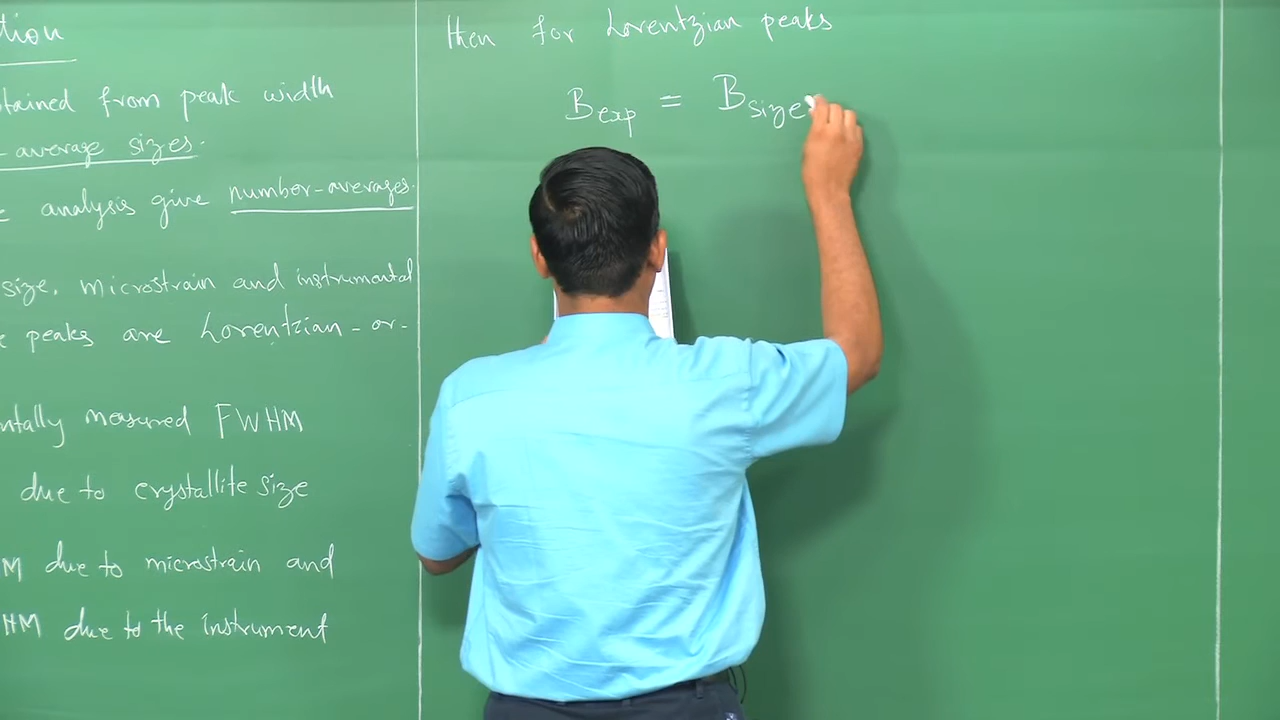 tion
tained from peak width
average sizes.
analysis give number-averages.
size, microstrain and instrumental
peaks are Lorentzian-or-
ntally measured FWHM
due to crystallite size
M due to microstrain and
HM due to the instrument
then for Lorentzian peaks
Bexp = Bsize